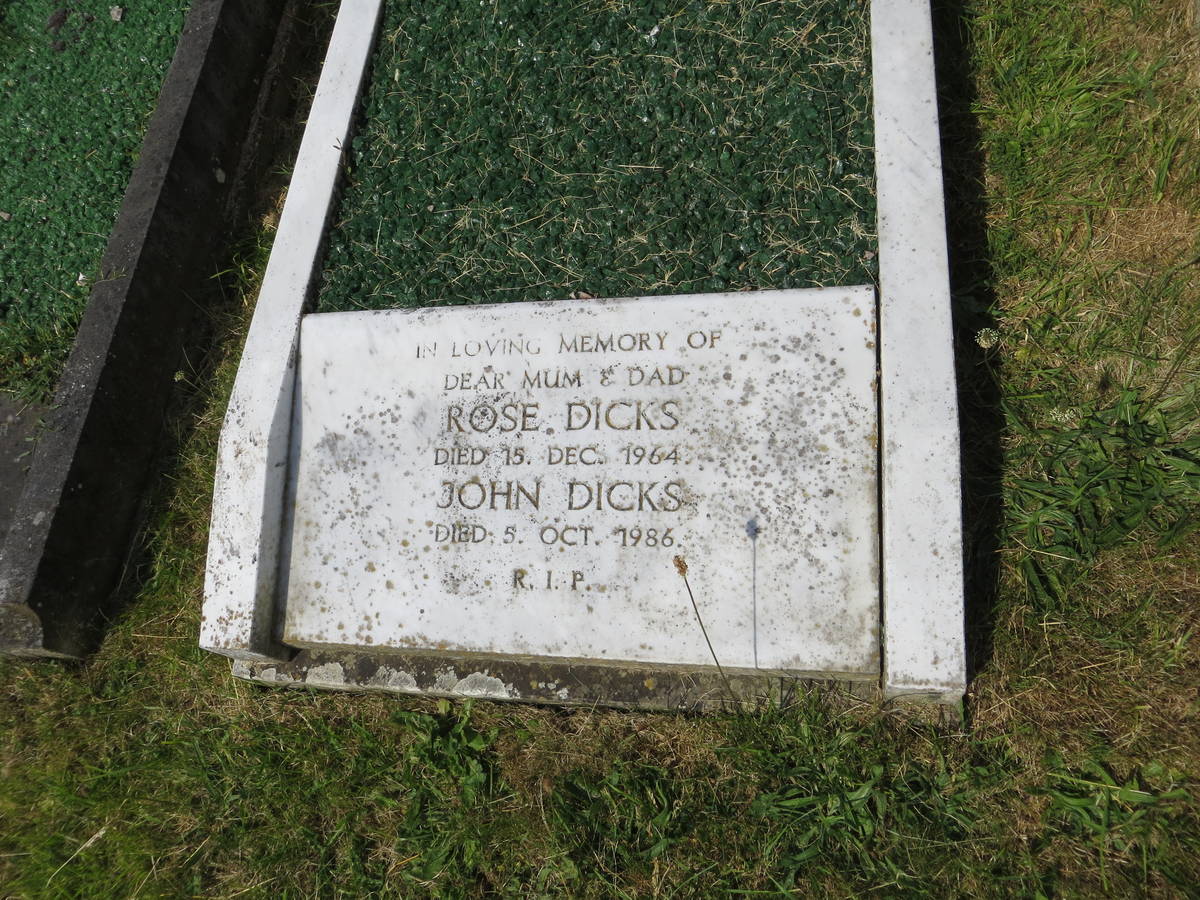 IN LOVING MEMORY OF
DEAR MUM & DAD
ROSE DICKS
DIED 15. DEC. 1964.
JOHN DICKS
DIED 5. OCT. 1986.
R.I.P.